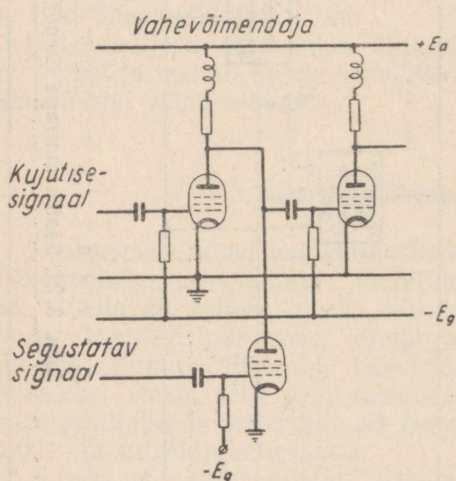 Vahevõimendaja
+Ea
Kujutise-
signaal
-Eg
Segustatav
signaal
-Eg